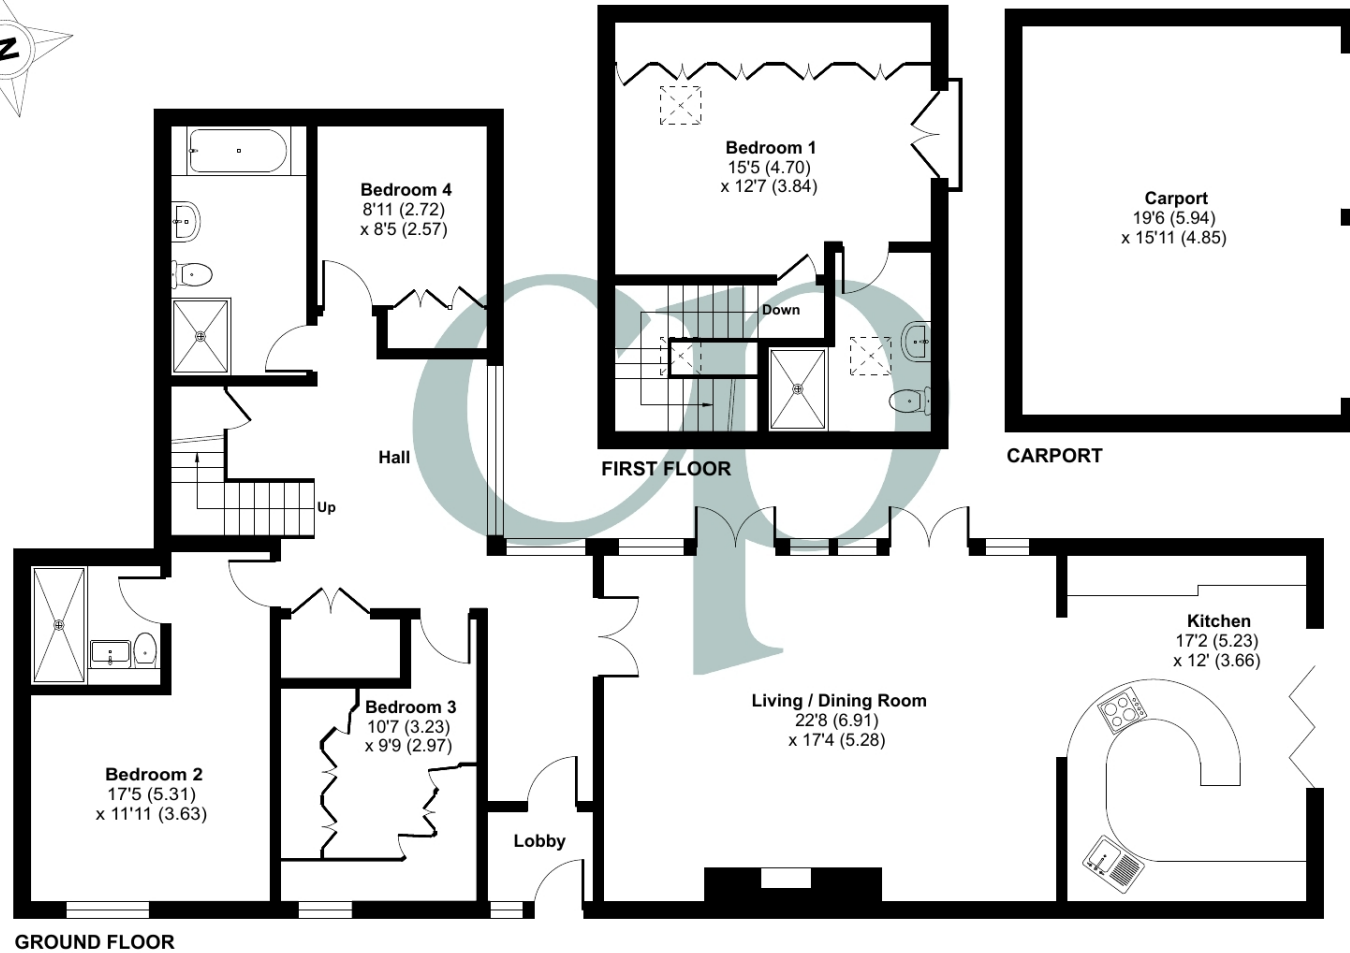 N
Bedroom 4
8'11 (2.72)
x 8'5 (2.57)
Bedroom 1
15'5 (4.70)
x 12'7 (3.84)
Carport
19'6 (5.94)
x 15'11 (4.85)
Down
Hall
FIRST FLOOR
CARPORT
Up
Kitchen
17'2 (5.23)
x 12' (3.66)
Bedroom 3
10'7 (3.23)
x 9'9 (2.97)
Living / Dining Room
22'8 (6.91)
x 17'4 (5.28)
Bedroom 2
17'5 (5.31)
x 11'11 (3.63)
Lobby
GROUND FLOOR
cp